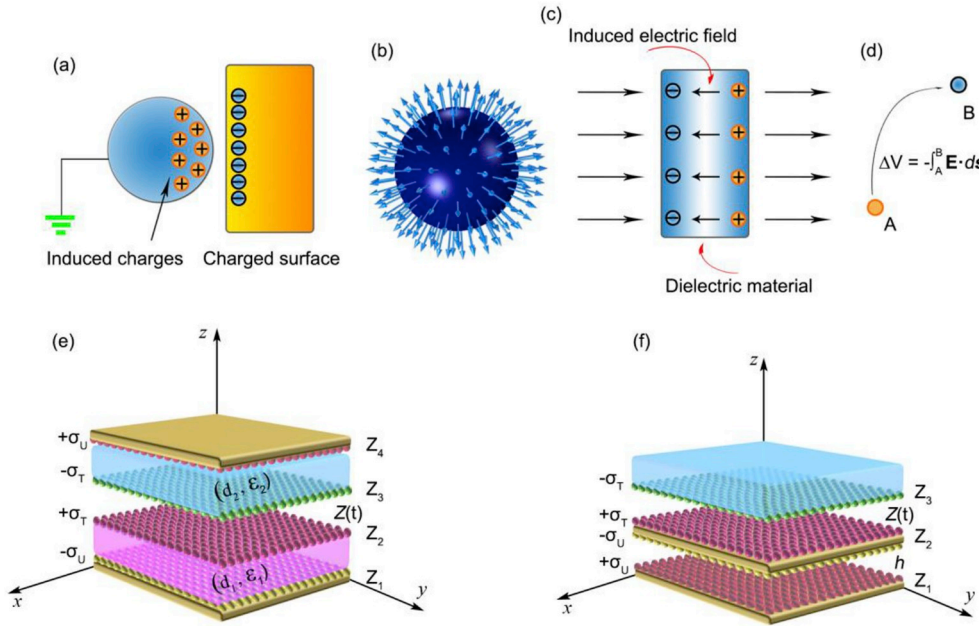 (a)
Induced charges
Charged surface
(b)
(c)
Induced electric field
Dielectric material
(d)
B
ΔV = -∫_A^B E·ds
A
(e)
z
+σ_U
-σ_T
+σ_T
-σ_U
Z_4
Z_3
Z(t)
Z_2
Z_1
(d_2, ε_2)
(d_1, ε_1)
x
y
(f)
z
-σ_T
+σ_T
-σ_U
+σ_U
Z_3
Z(t)
Z_2
h
Z_1
x
y